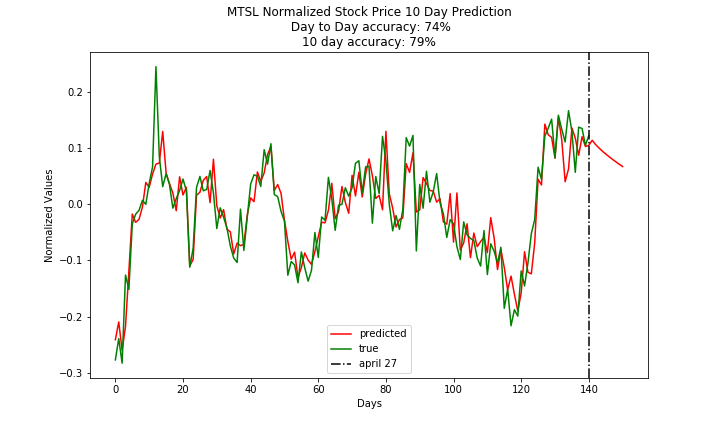 MTSL Normalized Stock Price 10 Day Prediction
Day to Day accuracy: 74%
10 day accuracy: 79%
0.2
0.1
0.0
−0.1
−0.2
−0.3
Normalized Values
predicted
true
april 27
0 20 40 60 80 100 120 140
Days